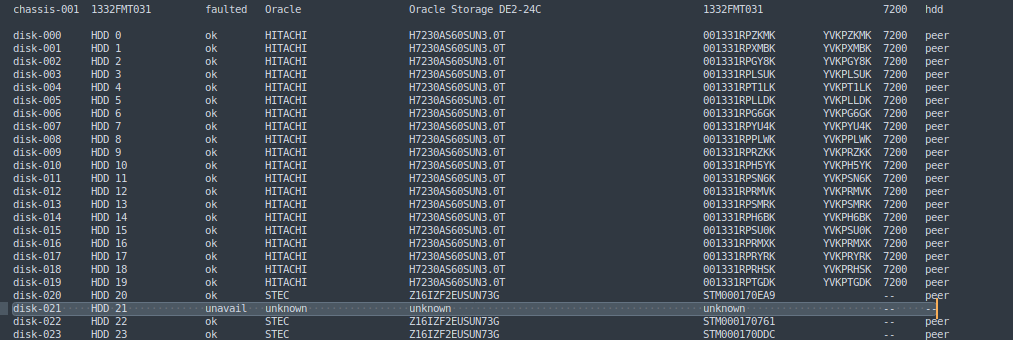 chassis-001 1332FMT031 faulted Oracle Oracle Storage DE2-24C 1332FMT031 7200 hdd
disk-000 HDD 0 ok HITACHI H7230AS60SUN3.0T 001331RPZKMK YVKPZKMK 7200 peer
disk-001 HDD 1 ok HITACHI H7230AS60SUN3.0T 001331RPXMBK YVKPXMBK 7200 peer
disk-002 HDD 2 ok HITACHI H7230AS60SUN3.0T 001331RPGY8K YVKPGY8K 7200 peer
disk-003 HDD 3 ok HITACHI H7230AS60SUN3.0T 001331RPLSUK YVKPLSUK 7200 peer
disk-004 HDD 4 ok HITACHI H7230AS60SUN3.0T 001331RPT1LK YVKPT1LK 7200 peer
disk-005 HDD 5 ok HITACHI H7230AS60SUN3.0T 001331RPLLDK YVKPLLDK 7200 peer
disk-006 HDD 6 ok HITACHI H7230AS60SUN3.0T 001331RPG6GK YVKPG6GK 7200 peer
disk-007 HDD 7 ok HITACHI H7230AS60SUN3.0T 001331RPYU4K YVKPYU4K 7200 peer
disk-008 HDD 8 ok HITACHI H7230AS60SUN3.0T 001331RPPLWK YVKPPLWK 7200 peer
disk-009 HDD 9 ok HITACHI H7230AS60SUN3.0T 001331RPRZKK YVKPRZKK 7200 peer
disk-010 HDD 10 ok HITACHI H7230AS60SUN3.0T 001331RPH5YK YVKPH5YK 7200 peer
disk-011 HDD 11 ok HITACHI H7230AS60SUN3.0T 001331RPSN6K YVKPSN6K 7200 peer
disk-012 HDD 12 ok HITACHI H7230AS60SUN3.0T 001331RPRMVK YVKPRMVK 7200 peer
disk-013 HDD 13 ok HITACHI H7230AS60SUN3.0T 001331RPSMRK YVKPSMRK 7200 peer
disk-014 HDD 14 ok HITACHI H7230AS60SUN3.0T 001331RPH6BK YVKPH6BK 7200 peer
disk-015 HDD 15 ok HITACHI H7230AS60SUN3.0T 001331RPSU0K YVKPSU0K 7200 peer
disk-016 HDD 16 ok HITACHI H7230AS60SUN3.0T 001331RPRMXK YVKPRMXK 7200 peer
disk-017 HDD 17 ok HITACHI H7230AS60SUN3.0T 001331RPRYRK YVKPRYRK 7200 peer
disk-018 HDD 18 ok HITACHI H7230AS60SUN3.0T 001331RPRHSK YVKPRHSK 7200 peer
disk-019 HDD 19 ok HITACHI H7230AS60SUN3.0T 001331RPTGDK YVKPTGDK 7200 peer
disk-020 HDD 20 ok STEC Z16IZF2EUSUN73G STM000170EA9 -- peer
disk-021 HDD 21 unavail unknown unknown unknown -- --
disk-022 HDD 22 ok STEC Z16IZF2EUSUN73G STM000170761 -- peer
disk-023 HDD 23 ok STEC Z16IZF2EUSUN73G STM000170DDC -- peer